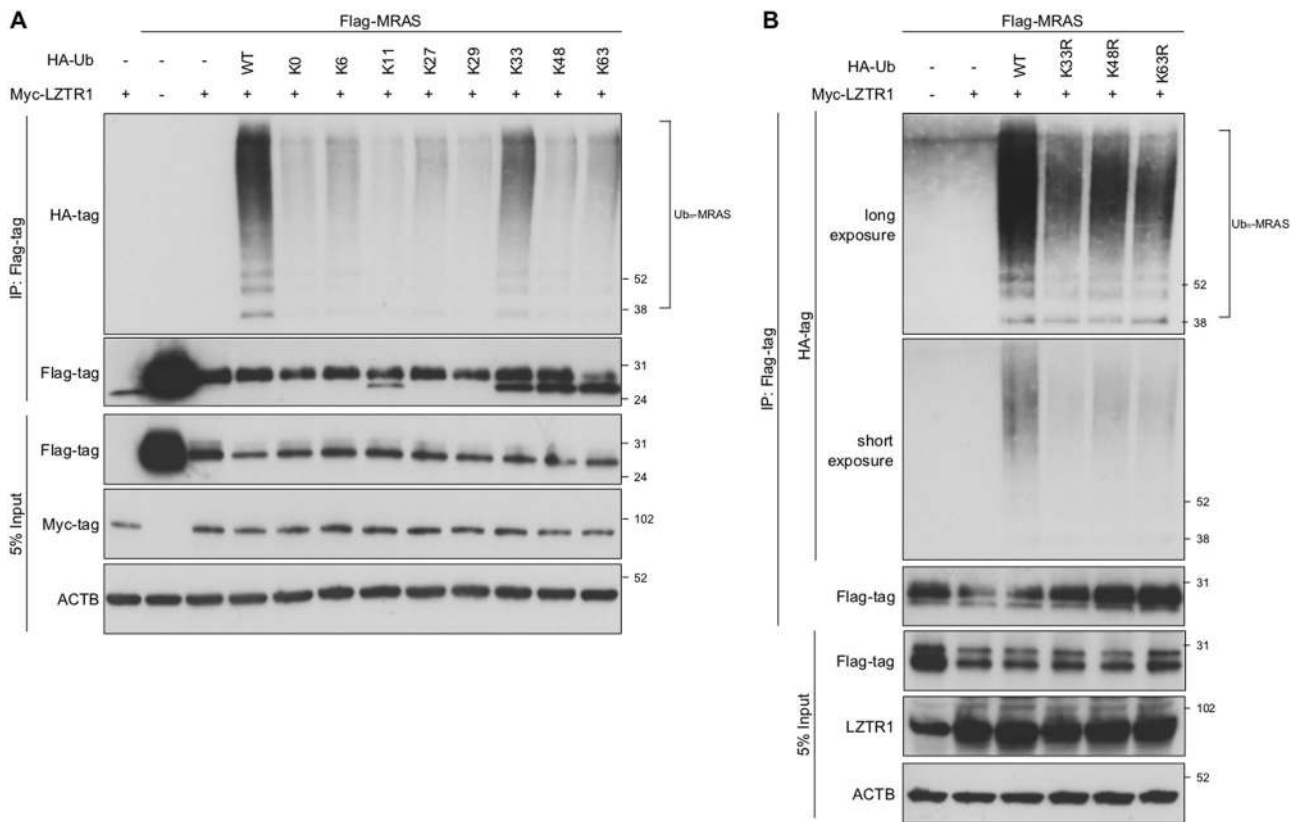 A
Flag-MRAS
HA-Ub - - - WT K0 K6 K11 K27 K29 K33 K48 K63
Myc-LZTR1 + - + + + + + + + + + +
IP: Flag-tag
HA-tag
Ubn-MRAS
52
38
Flag-tag
31
24
5% Input
Flag-tag
31
24
Myc-tag
102
ACTB
52
B
Flag-MRAS
HA-Ub - - WT K33R K48R K63R
Myc-LZTR1 - + + + + +
IP: Flag-tag
HA-tag
long
exposure
Ubn-MRAS
52
38
short
exposure
52
38
Flag-tag
31
5% Input
Flag-tag
31
LZTR1
102
ACTB
52